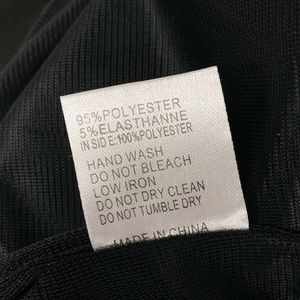 95%POLYESTER
5%ELASTHANNE
IN SIDE:100%POLYESTER
HAND WASH
DO NOT BLEACH
LOW IRON
DO NOT DRY CLEAN
DO NOT TUMBLE DRY
MADE IN CHINA